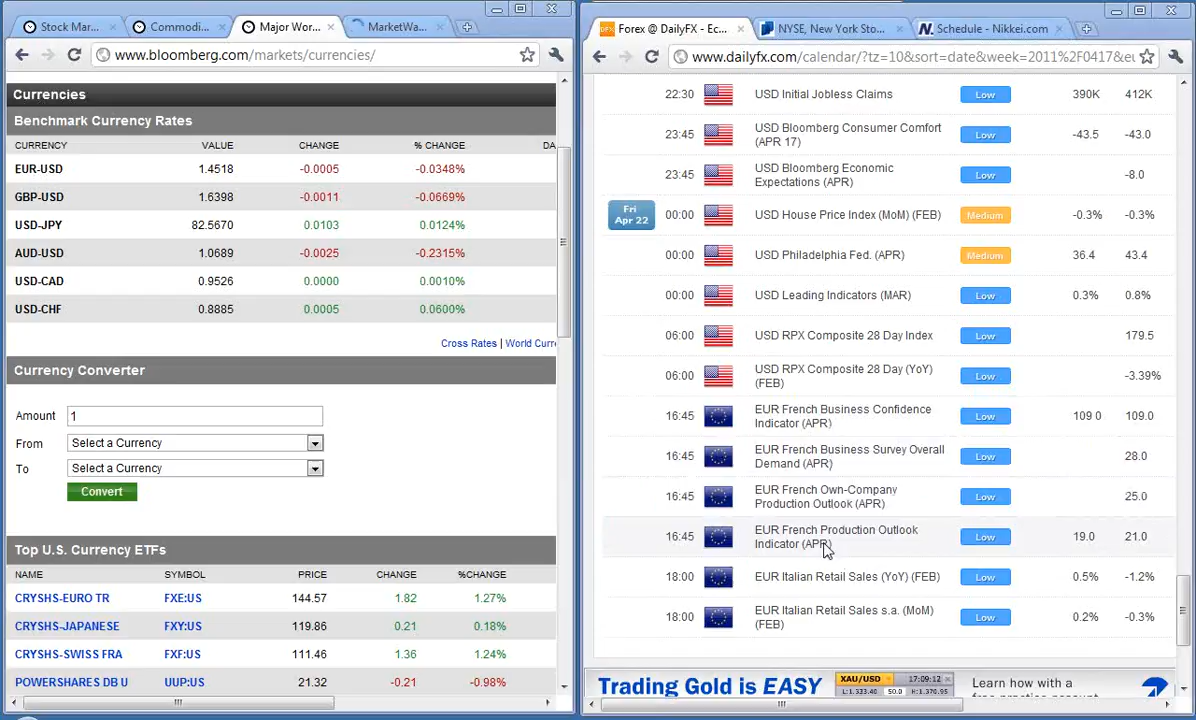 Stock Mar...
Commodi...
Major Wor...
MarketWa...
www.bloomberg.com/markets/currencies/
Currencies
Benchmark Currency Rates
CURRENCY VALUE CHANGE % CHANGE DA
EUR-USD 1.4518 -0.0005 -0.0348%
GBP-USD 1.6398 -0.0011 -0.0669%
USD-JPY 82.5670 0.0103 0.0124%
AUD-USD 1.0689 -0.0025 -0.2315%
USD-CAD 0.9526 0.0000 0.0010%
USD-CHF 0.8885 0.0005 0.0600%
Cross Rates | World Curre
Currency Converter
Amount 1
From Select a Currency
To Select a Currency
Convert
Top U.S. Currency ETFs
NAME SYMBOL PRICE CHANGE %CHANGE
CRYSHS-EURO TR FXE:US 144.57 1.82 1.27%
CRYSHS-JAPANESE FXY:US 119.86 0.21 0.18%
CRYSHS-SWISS FRA FXF:US 111.46 1.36 1.24%
POWERSHARES DB U UUP:US 21.32 -0.21 -0.98%
Forex @ DailyFX - Ec...
NYSE, New York Sto...
Schedule - Nikkei.com
www.dailyfx.com/calendar/?tz=10&sort=date&week=2011%2F0417&eu
22:30 USD Initial Jobless Claims Low 390K 412K
23:45 USD Bloomberg Consumer Comfort
(APR 17) Low -43.5 -43.0
23:45 USD Bloomberg Economic
Expectations (APR) Low -8.0
Fri
Apr 22
00:00 USD House Price Index (MoM) (FEB) Medium -0.3% -0.3%
00:00 USD Philadelphia Fed. (APR) Medium 36.4 43.4
00:00 USD Leading Indicators (MAR) Low 0.3% 0.8%
06:00 USD RPX Composite 28 Day Index Low 179.5
06:00 USD RPX Composite 28 Day (YoY)
(FEB) Low -3.39%
16:45 EUR French Business Confidence
Indicator (APR) Low 109 0 109.0
16:45 EUR French Business Survey Overall
Demand (APR) Low 28.0
16:45 EUR French Own-Company
Production Outlook (APR) Low 25.0
16:45 EUR French Production Outlook
Indicator (APR) Low 19.0 21.0
18:00 EUR Italian Retail Sales (YoY) (FEB) Low 0.5% -1.2%
18:00 EUR Italian Retail Sales s.a. (MoM)
(FEB) Low 0.2% -0.3%
Trading Gold is EASY
XAU/USD 17:09:12
L:1,333.40 50.0 H:1,376.95
Learn how with a